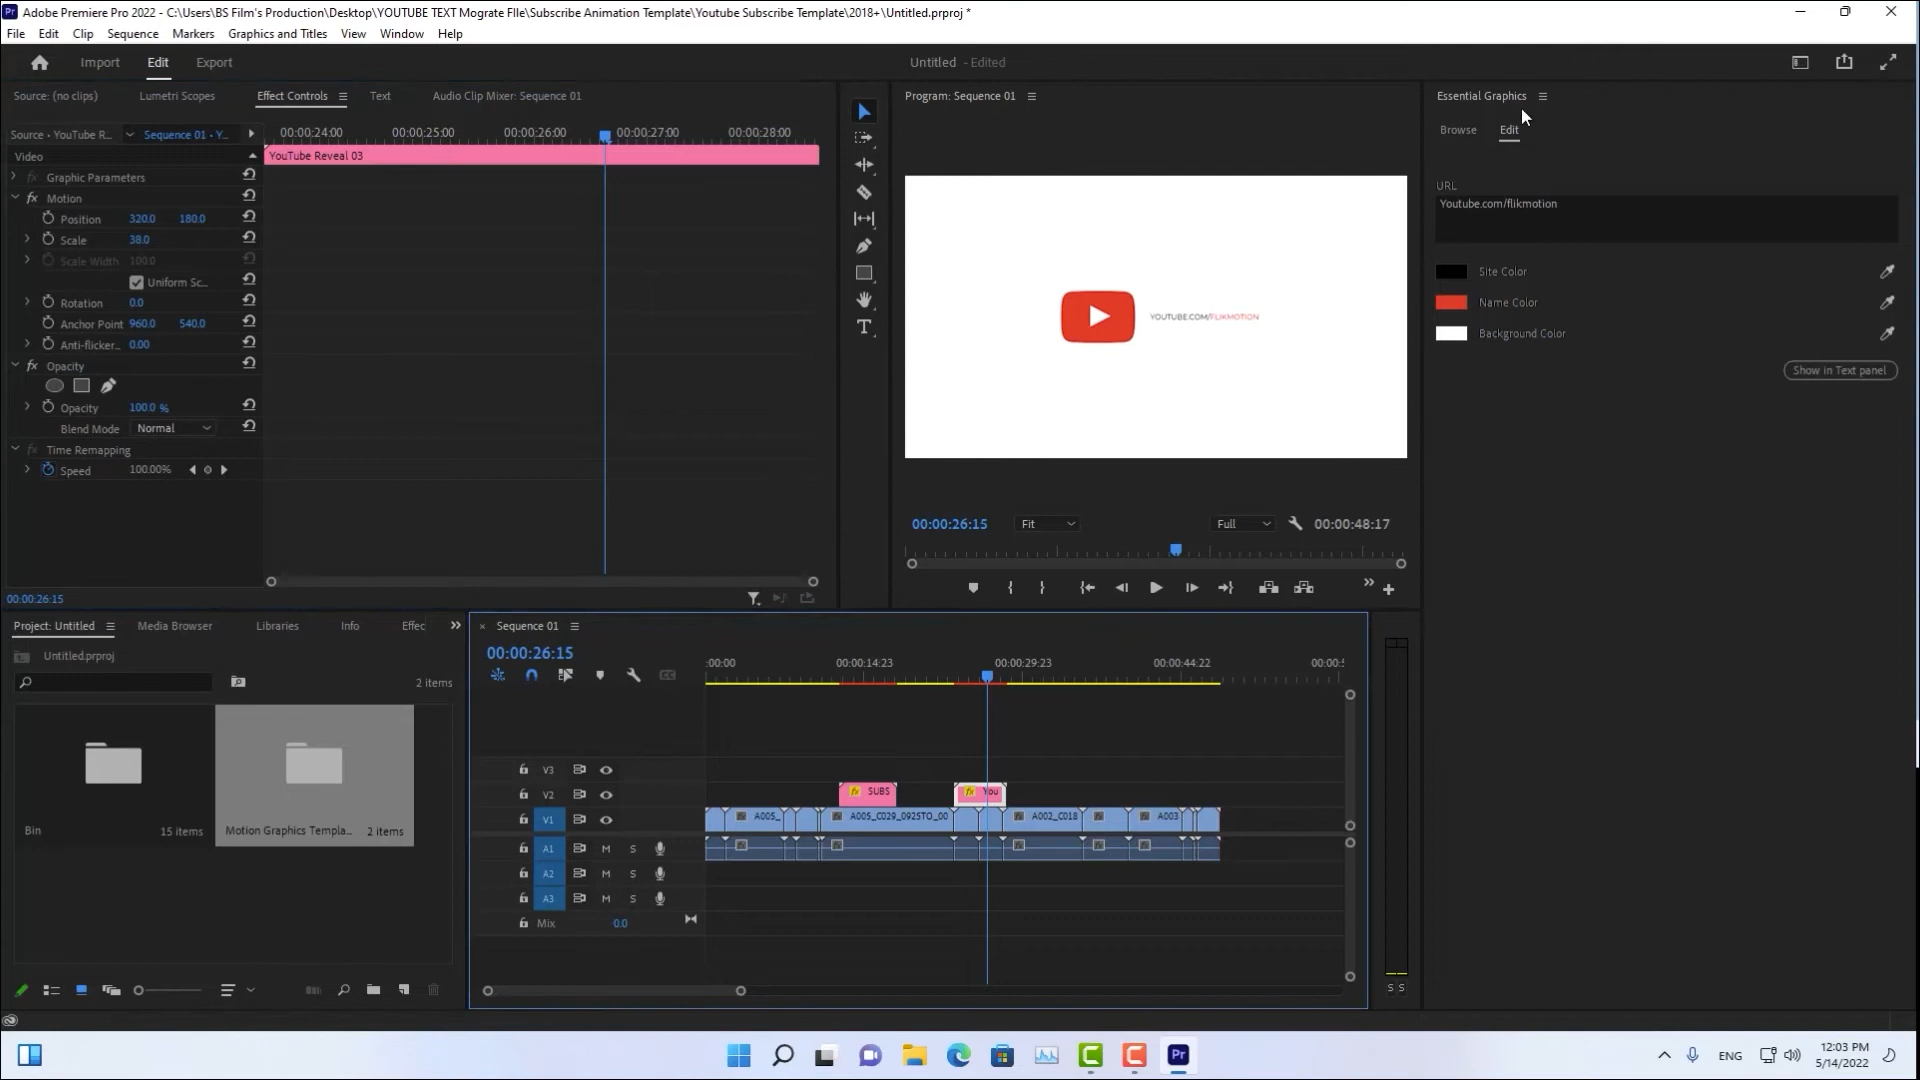 Pr Adobe Premiere Pro 2022 - C:\Users\BS Film's Production\Desktop\YOUTUBE TEXT Mograte FIle\Subscribe Animation Template\Youtube Subscribe Template\2018+\Untitled.prproj *
File Edit Clip Sequence Markers Graphics and Titles View Window Help
Import Edit Export Untitled - Edited
Source: (no clips) Lumetri Scopes Effect Controls Text Audio Clip Mixer: Sequence 01
Source • YouTube R... Sequence 01 • Y... 00:00:24:00 00:00:25:00 00:00:26:00 00:00:27:00 00:00:28:00
Video YouTube Reveal 03
fx Graphic Parameters
fx Motion
Position 320.0 180.0
Scale 38.0
Scale Width 100.0
Uniform Sc...
Rotation 0.0
Anchor Point 960.0 540.0
Anti-flicker... 0.00
fx Opacity
Opacity 100.0 %
Blend Mode Normal
fx Time Remapping
Speed 100.00%
00:00:26:15
T
Program: Sequence 01
YOUTUBE.COM/FLIKMOTION
00:00:26:15 Fit Full 00:00:48:17
Essential Graphics
Browse Edit
URL
Youtube.com/flikmotion
Site Color
Name Color
Background Color
Show in Text panel
Project: Untitled Media Browser Libraries Info Effec
Untitled.prproj
2 items
Bin 15 items
Motion Graphics Templa... 2 items
Sequence 01
00:00:26:15
:00:00 00:00:14:23 00:00:29:23 00:00:44:22 00:00:5
CC
V3
V2 fx SUBS fx You
V1 A005_ A005_C029_0925TO_00 A002_C018 A003
A1 M S
A2 M S
A3 M S
Mix 0.0
S S
Pr
ENG
12:03 PM
5/14/2022